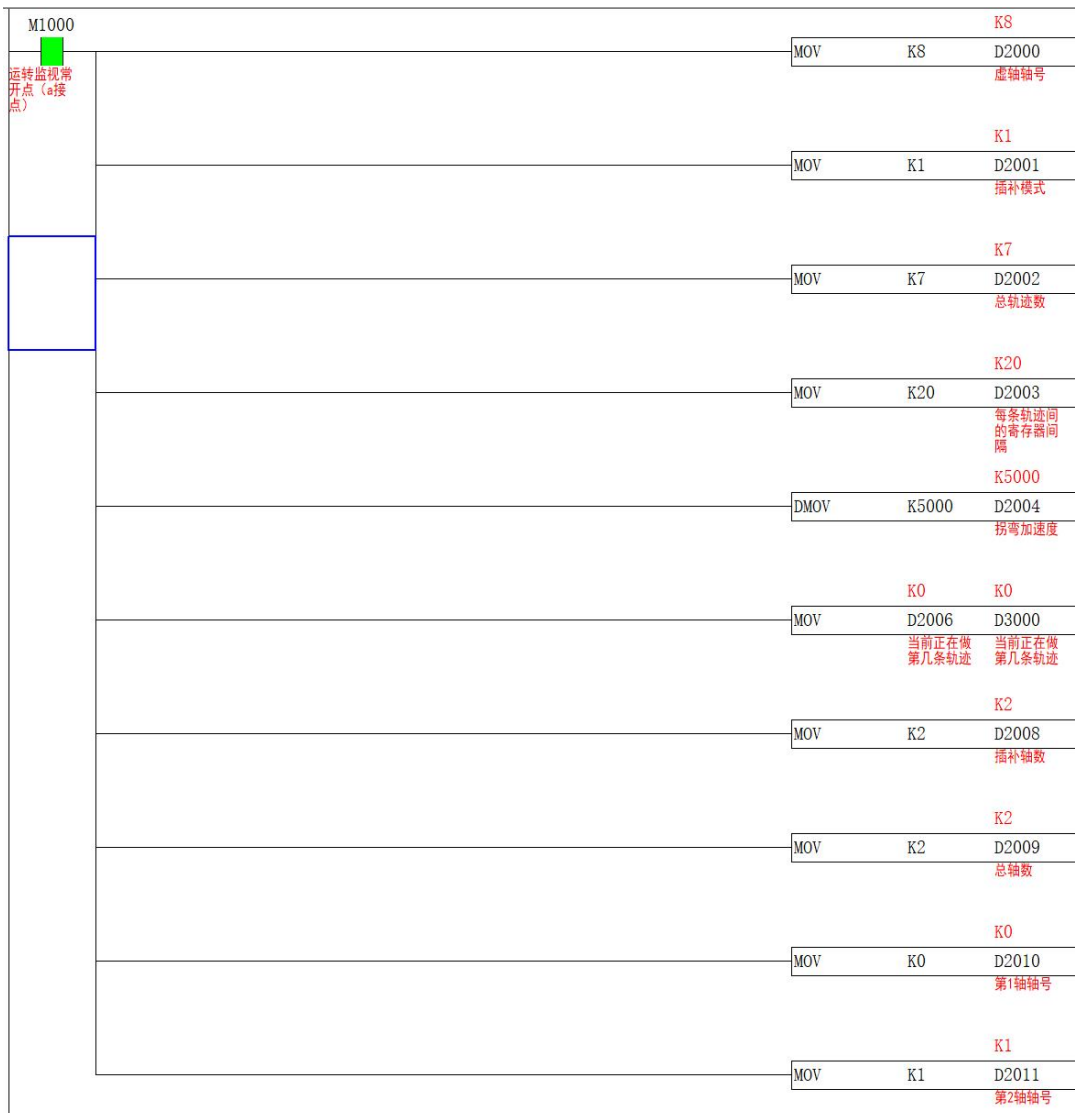 M1000
运转监视常
开点（a接
点）
K8
MOV K8 D2000
虚轴轴号
K1
MOV K1 D2001
插补模式
K7
MOV K7 D2002
总轨迹数
K20
MOV K20 D2003
每条轨迹间
的寄存器间
隔
K5000
DMOV K5000 D2004
拐弯加速度
K0 K0
MOV D2006 D3000
当前正在做 当前正在做
第几条轨迹 第几条轨迹
K2
MOV K2 D2008
插补轴数
K2
MOV K2 D2009
总轴数
K0
MOV K0 D2010
第1轴轴号
K1
MOV K1 D2011
第2轴轴号